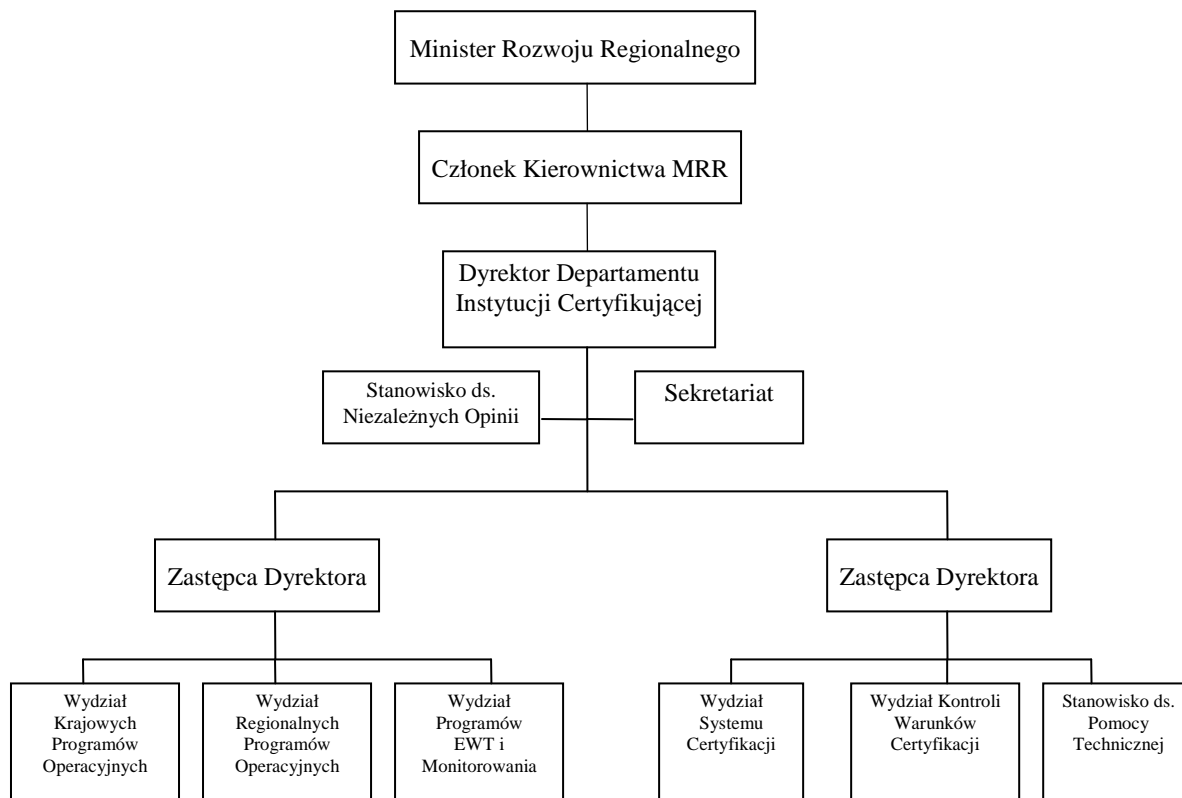 Minister Rozwoju Regionalnego
Członek Kierownictwa MRR
Dyrektor Departamentu
Instytucji Certyfikującej
Stanowisko ds.
Niezależnych Opinii
Sekretariat
Zastępca Dyrektora
Zastępca Dyrektora
Wydział
Krajowych
Programów
Operacyjnych
Wydział
Regionalnych
Programów
Operacyjnych
Wydział
Programów
EWT i
Monitorowania
Wydział
Systemu
Certyfikacji
Wydział Kontroli
Warunków
Certyfikacji
Stanowisko ds.
Pomocy
Technicznej